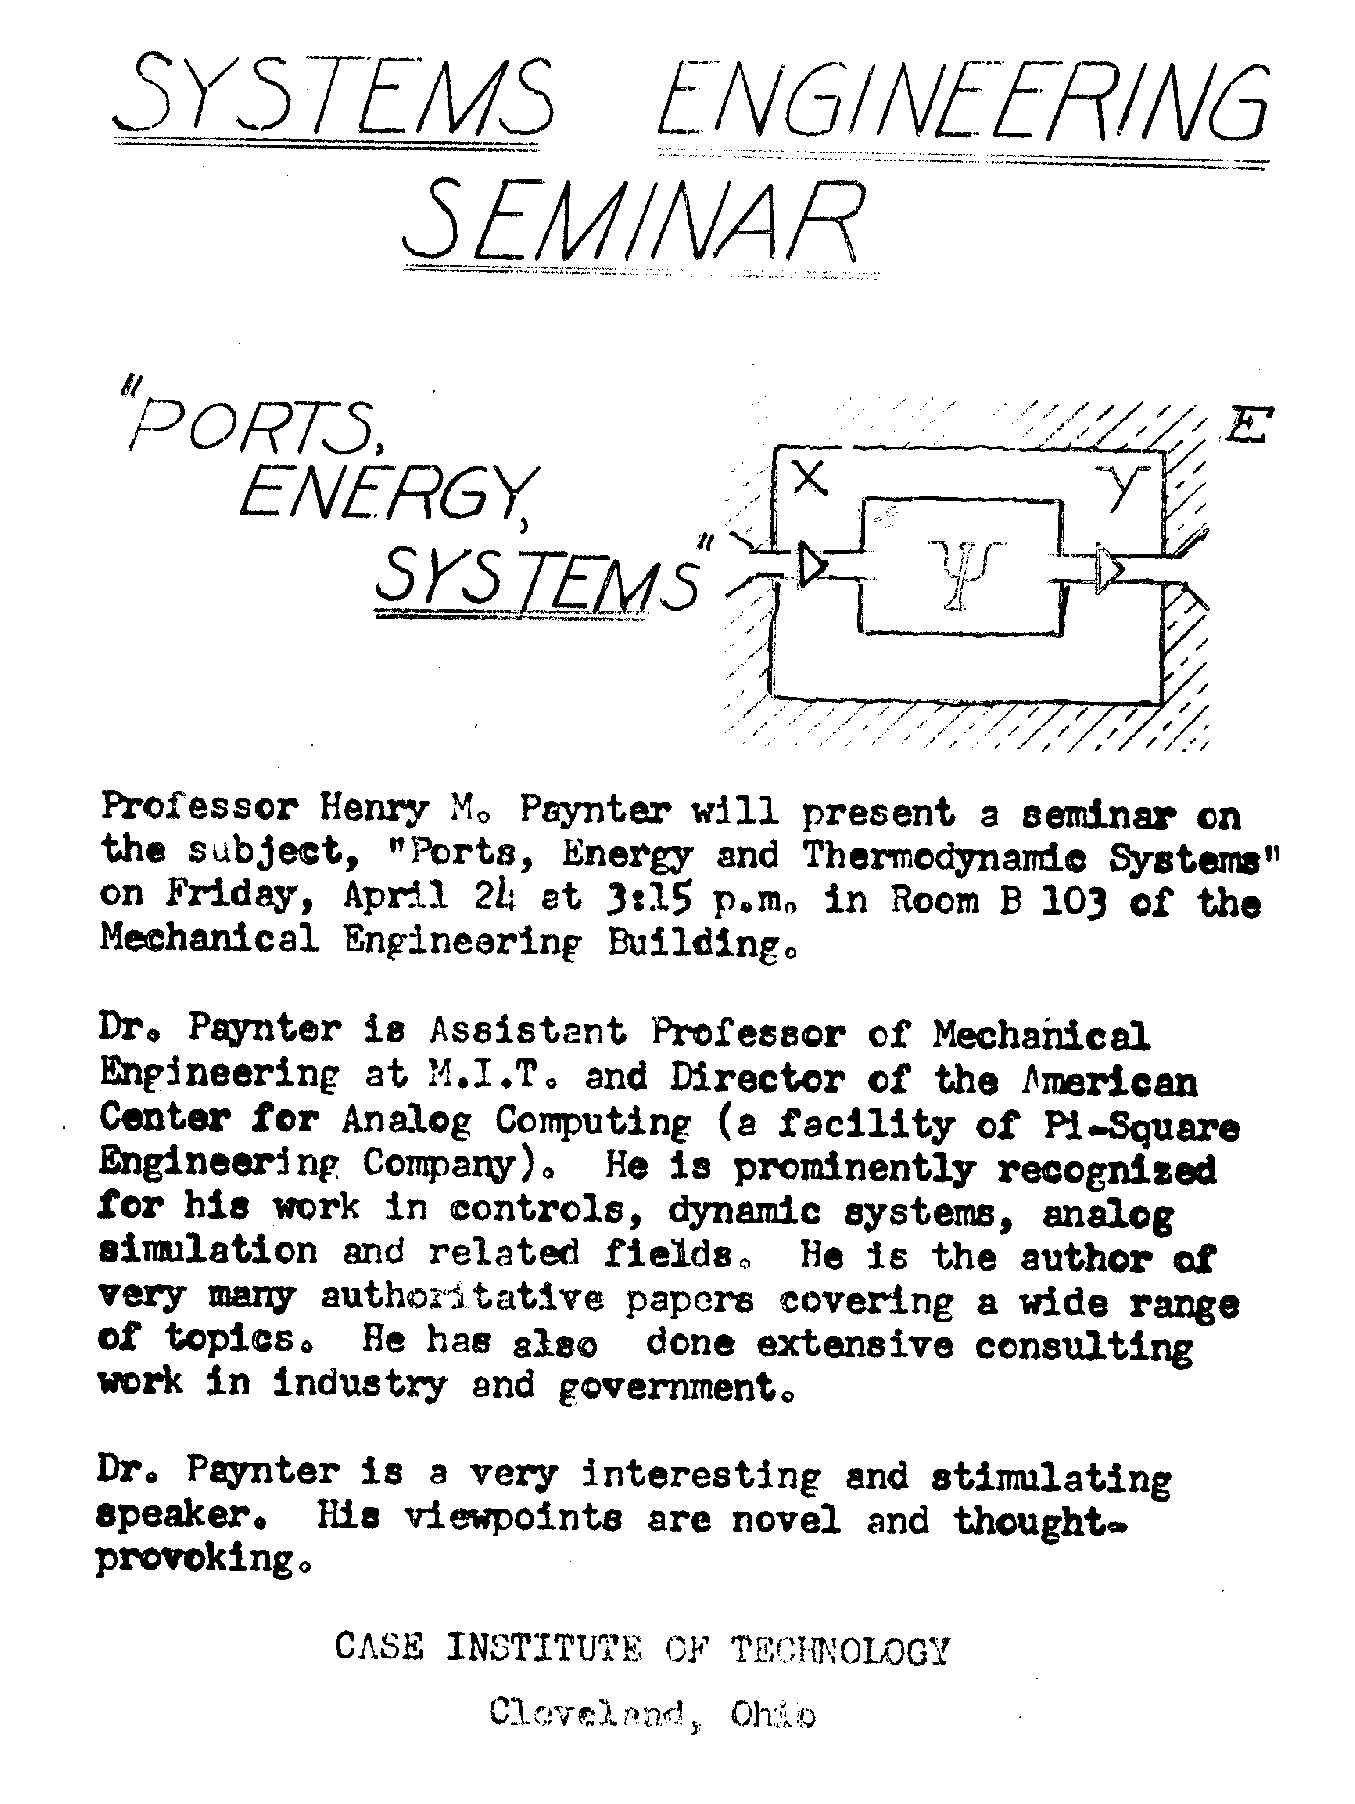 SYSTEMS ENGINEERING
SEMINAR
"PORTS,
ENERGY,
SYSTEMS"
E
X Y
Ψ
Professor Henry M. Paynter will present a seminar on
the subject, "Ports, Energy and Thermodynamic Systems"
on Friday, April 24 at 3:15 p.m. in Room B 103 of the
Mechanical Engineering Building.
Dr. Paynter is Assistant Professor of Mechanical
Engineering at M.I.T. and Director of the American
Center for Analog Computing (a facility of Pi-Square
Engineering Company). He is prominently recognized
for his work in controls, dynamic systems, analog
simulation and related fields. He is the author of
very many authoritative papers covering a wide range
of topics. He has also done extensive consulting
work in industry and government.
Dr. Paynter is a very interesting and stimulating
speaker. His viewpoints are novel and thought-
provoking.
CASE INSTITUTE OF TECHNOLOGY
Cleveland, Ohio